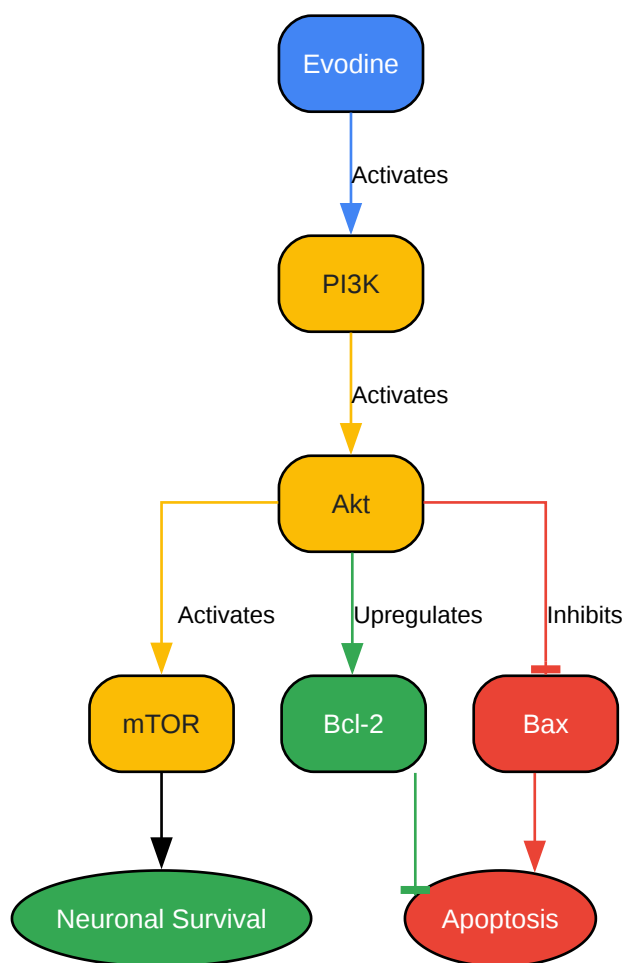 Evodine
Activates
PI3K
Activates
Akt
Activates
Upregulates
Inhibits
mTOR
Bcl-2
Bax
Neuronal Survival
Apoptosis